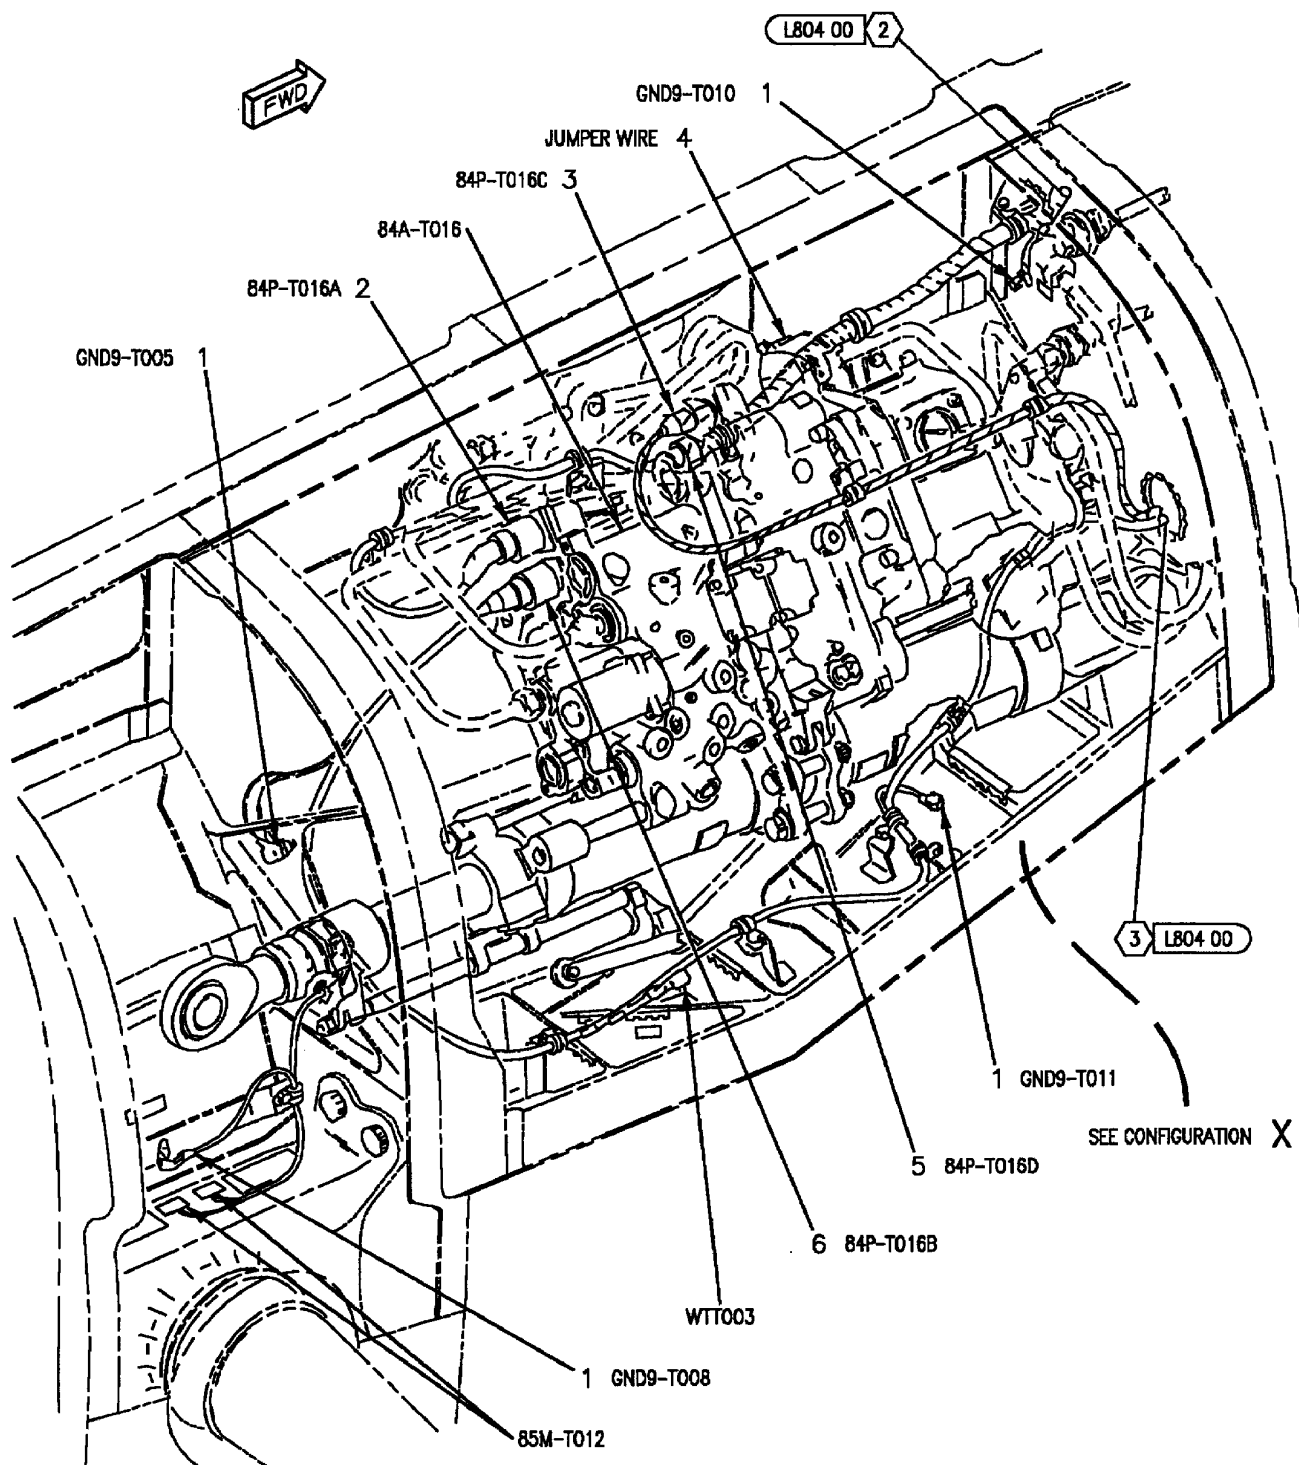 L804 00 2
FWD
GND9-T010 1
JUMPER WIRE 4
84P-T016C 3
84A-T016
84P-T016A 2
GND9-T005 1
3 L804 00
1 GND9-T011
SEE CONFIGURATION X
5 84P-T016D
6 84P-T016B
WTT003
1 GND9-T008
85M-T012